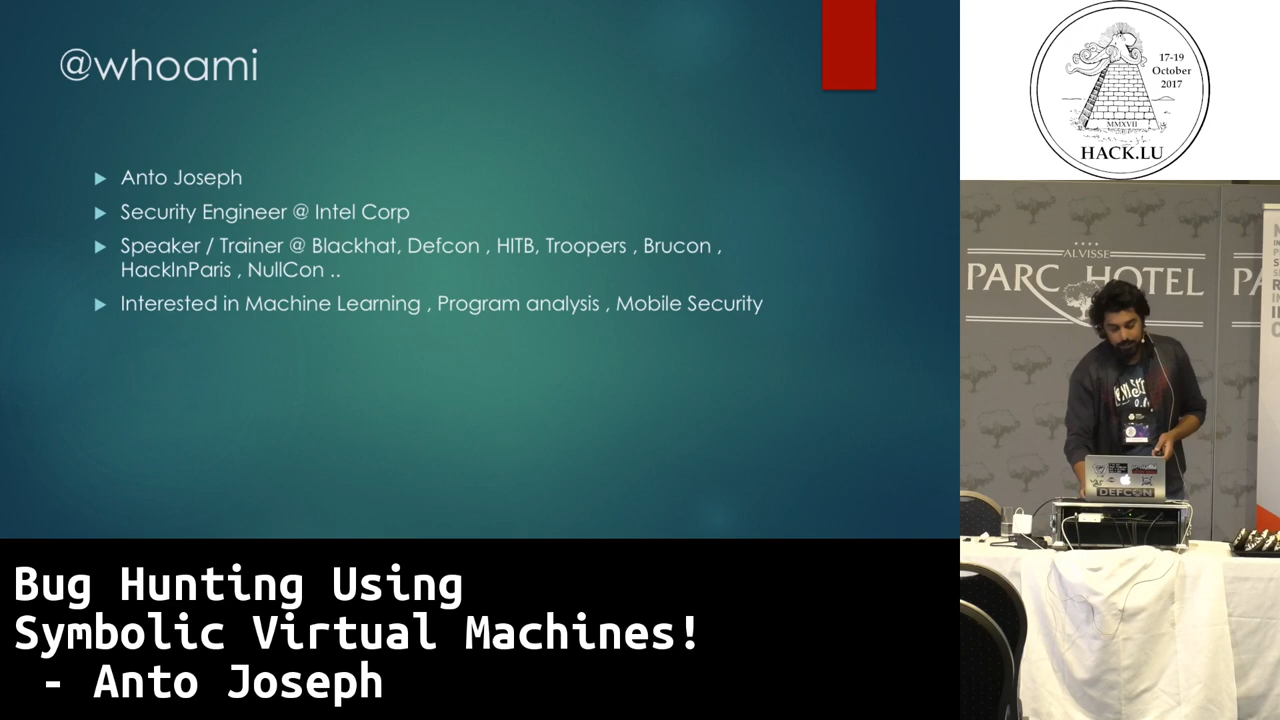 @whoami
Anto Joseph
Security Engineer @ Intel Corp
Speaker / Trainer @ Blackhat, Defcon , HITB, Troopers , Brucon ,
HackInParis , NullCon ..
Interested in Machine Learning , Program analysis , Mobile Security
17-19
October
2017
MMXVII
HACK.LU
ALVISSE
PARC HOTEL
PA
DEFCON
Bug Hunting Using
Symbolic Virtual Machines!
- Anto Joseph